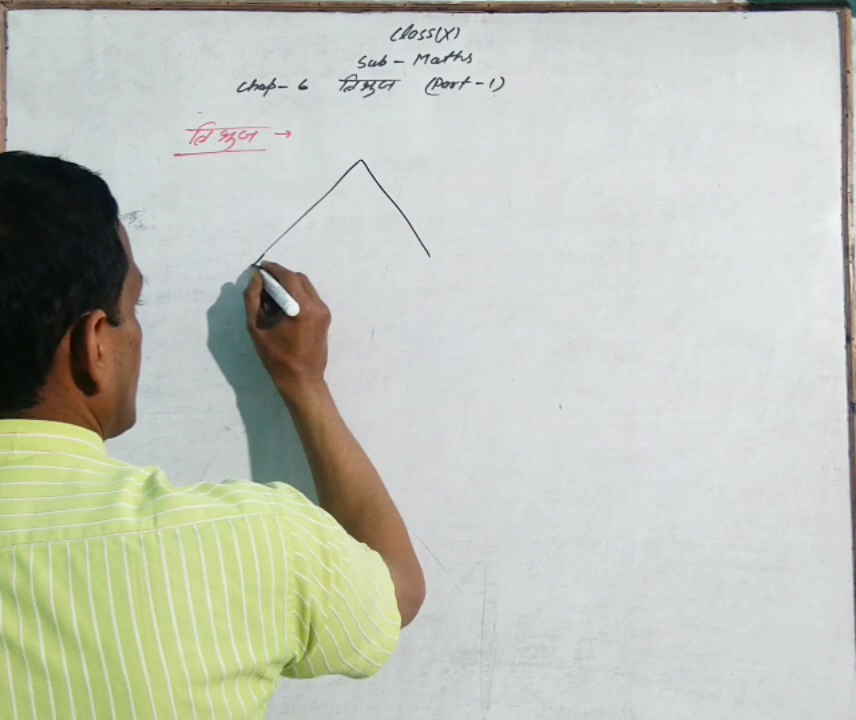 Class(X)
Sub - Maths
Chap - 6 त्रिभुज (Part - 1)
त्रिभुज →